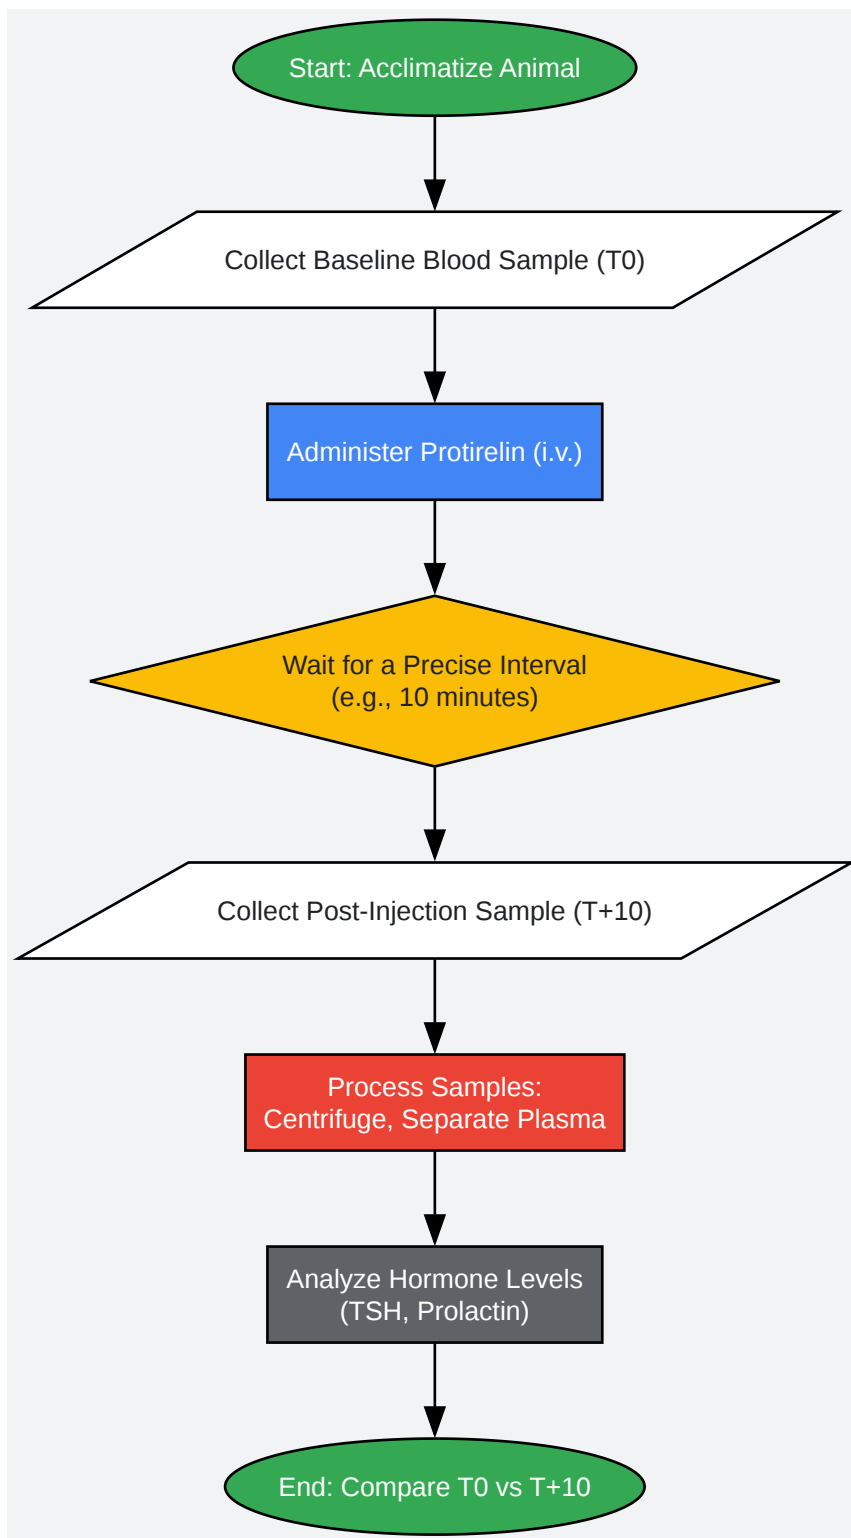 Start: Acclimatize Animal
Collect Baseline Blood Sample (T0)
Administer Protirelin (i.v.)
Wait for a Precise Interval
(e.g., 10 minutes)
Collect Post-Injection Sample (T+10)
Process Samples:
Centrifuge, Separate Plasma
Analyze Hormone Levels
(TSH, Prolactin)
End: Compare T0 vs T+10